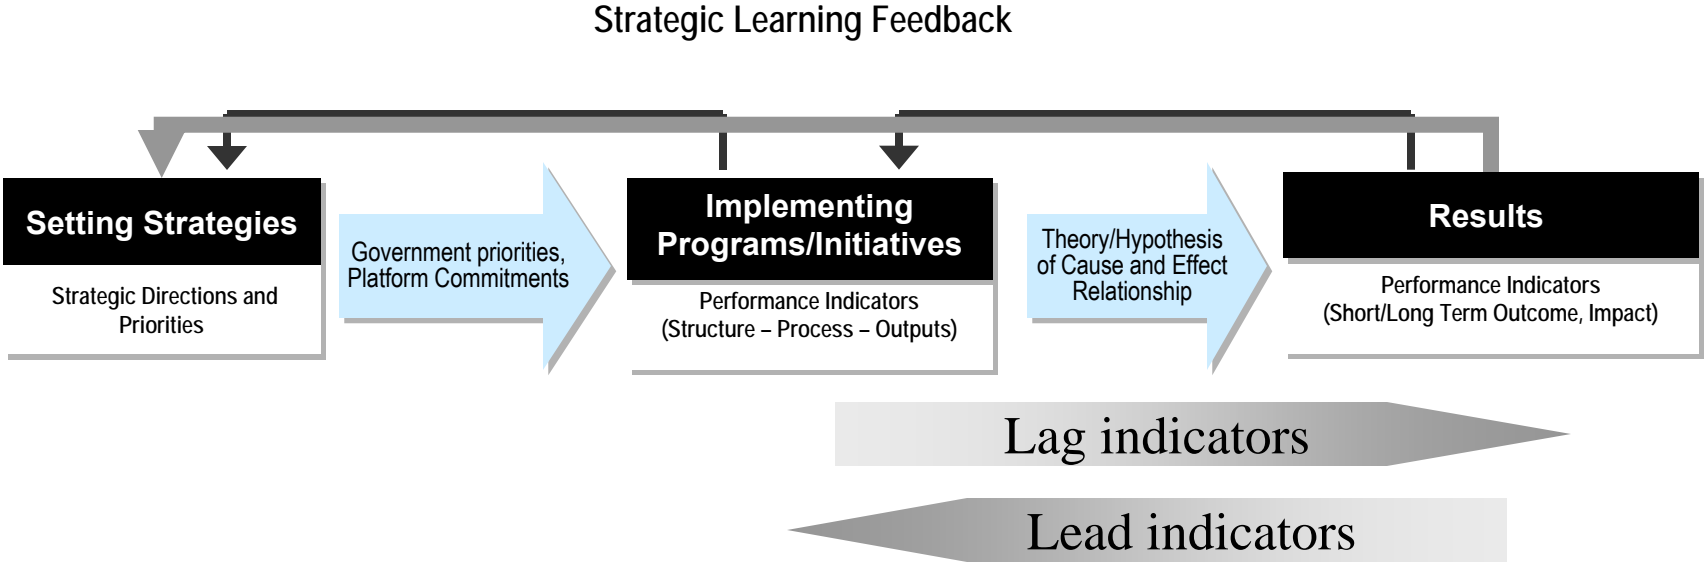 Strategic Learning Feedback
Setting Strategies
Strategic Directions and
Priorities
Government priorities,
Platform Commitments
Implementing
Programs/Initiatives
Performance Indicators
(Structure – Process – Outputs)
Theory/Hypothesis
of Cause and Effect
Relationship
Results
Performance Indicators
(Short/Long Term Outcome, Impact)
Lag indicators
Lead indicators